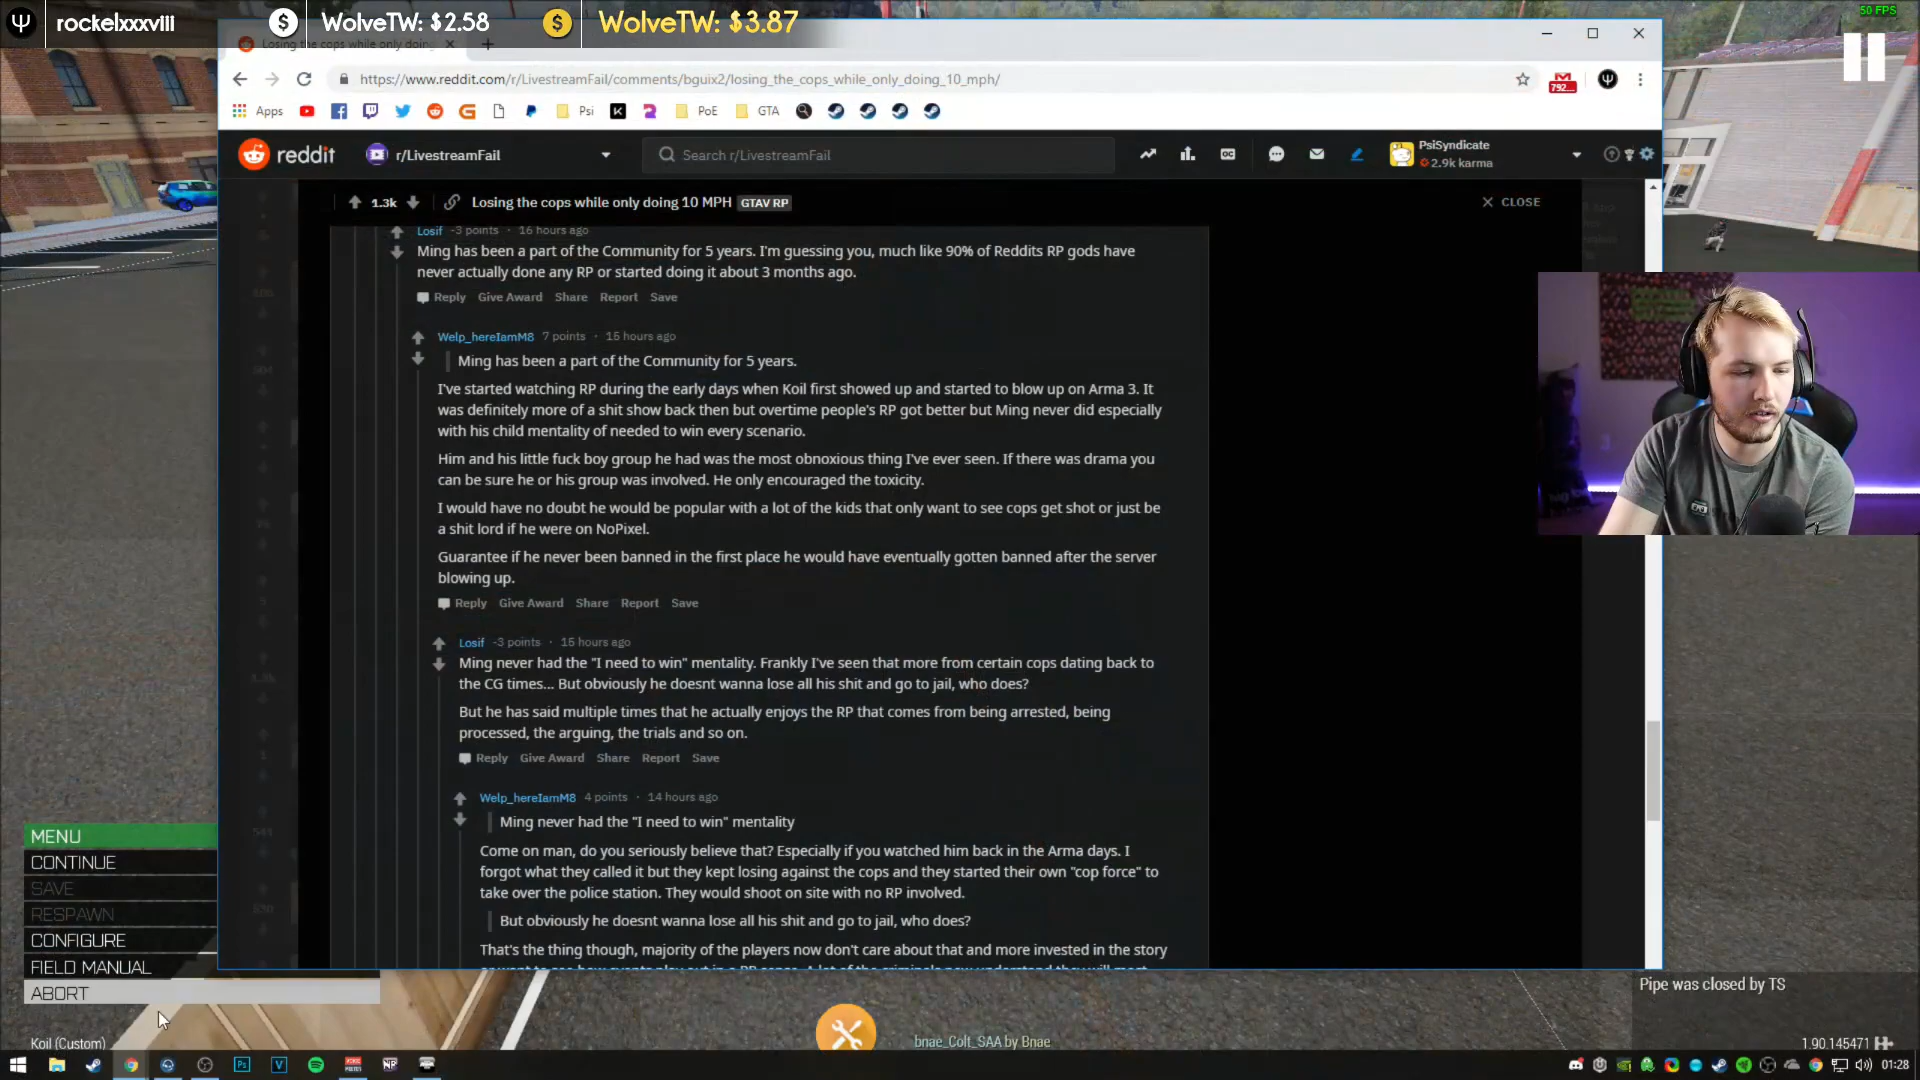 rockelxxxviii
WolveTW: $2.58
WolveTW: $3.87
50 FPS
Losing the cops while only doin
https://www.reddit.com/r/LivestreamFail/comments/bguix2/losing_the_cops_while_only_doing_10_mph/
792
Apps
Psi
PoE
GTA
reddit
r/LivestreamFail
Search r/LivestreamFail
PsiSyndicate
2.9k karma
1.3k
Losing the cops while only doing 10 MPH
GTAV RP
CLOSE
Losif -3 points · 16 hours ago
Ming has been a part of the Community for 5 years. I'm guessing you, much like 90% of Reddits RP gods have
never actually done any RP or started doing it about 3 months ago.
Reply Give Award Share Report Save
Welp_hereIamM8 7 points · 15 hours ago
Ming has been a part of the Community for 5 years.
I've started watching RP during the early days when Koil first showed up and started to blow up on Arma 3. It
was definitely more of a shit show back then but overtime people's RP got better but Ming never did especially
with his child mentality of needed to win every scenario.
Him and his little fuck boy group he had was the most obnoxious thing I've ever seen. If there was drama you
can be sure he or his group was involved. He only encouraged the toxicity.
I would have no doubt he would be popular with a lot of the kids that only want to see cops get shot or just be
a shit lord if he were on NoPixel.
Guarantee if he never been banned in the first place he would have eventually gotten banned after the server
blowing up.
Reply Give Award Share Report Save
Losif -3 points · 15 hours ago
Ming never had the "I need to win" mentality. Frankly I've seen that more from certain cops dating back to
the CG times... But obviously he doesnt wanna lose all his shit and go to jail, who does?
But he has said multiple times that he actually enjoys the RP that comes from being arrested, being
processed, the arguing, the trials and so on.
Reply Give Award Share Report Save
Welp_hereIamM8 4 points · 14 hours ago
Ming never had the "I need to win" mentality
Come on man, do you seriously believe that? Especially if you watched him back in the Arma days. I
forgot what they called it but they kept losing against the cops and they started their own "cop force" to
take over the police station. They would shoot on site with no RP involved.
But obviously he doesnt wanna lose all his shit and go to jail, who does?
That's the thing though, majority of the players now don't care about that and more invested in the story
MENU
CONTINUE
SAVE
RESPAWN
CONFIGURE
FIELD MANUAL
ABORT
Koil (Custom)
bnae_Colt_SAA by Bnae
Pipe was closed by TS
1.90.145471
01:28